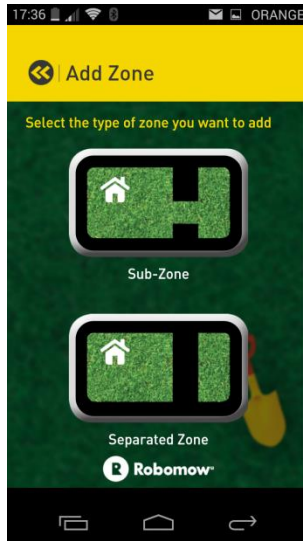 17:36 ORANGE
Add Zone
Select the type of zone you want to add
Sub-Zone
Separated Zone
R Robomow